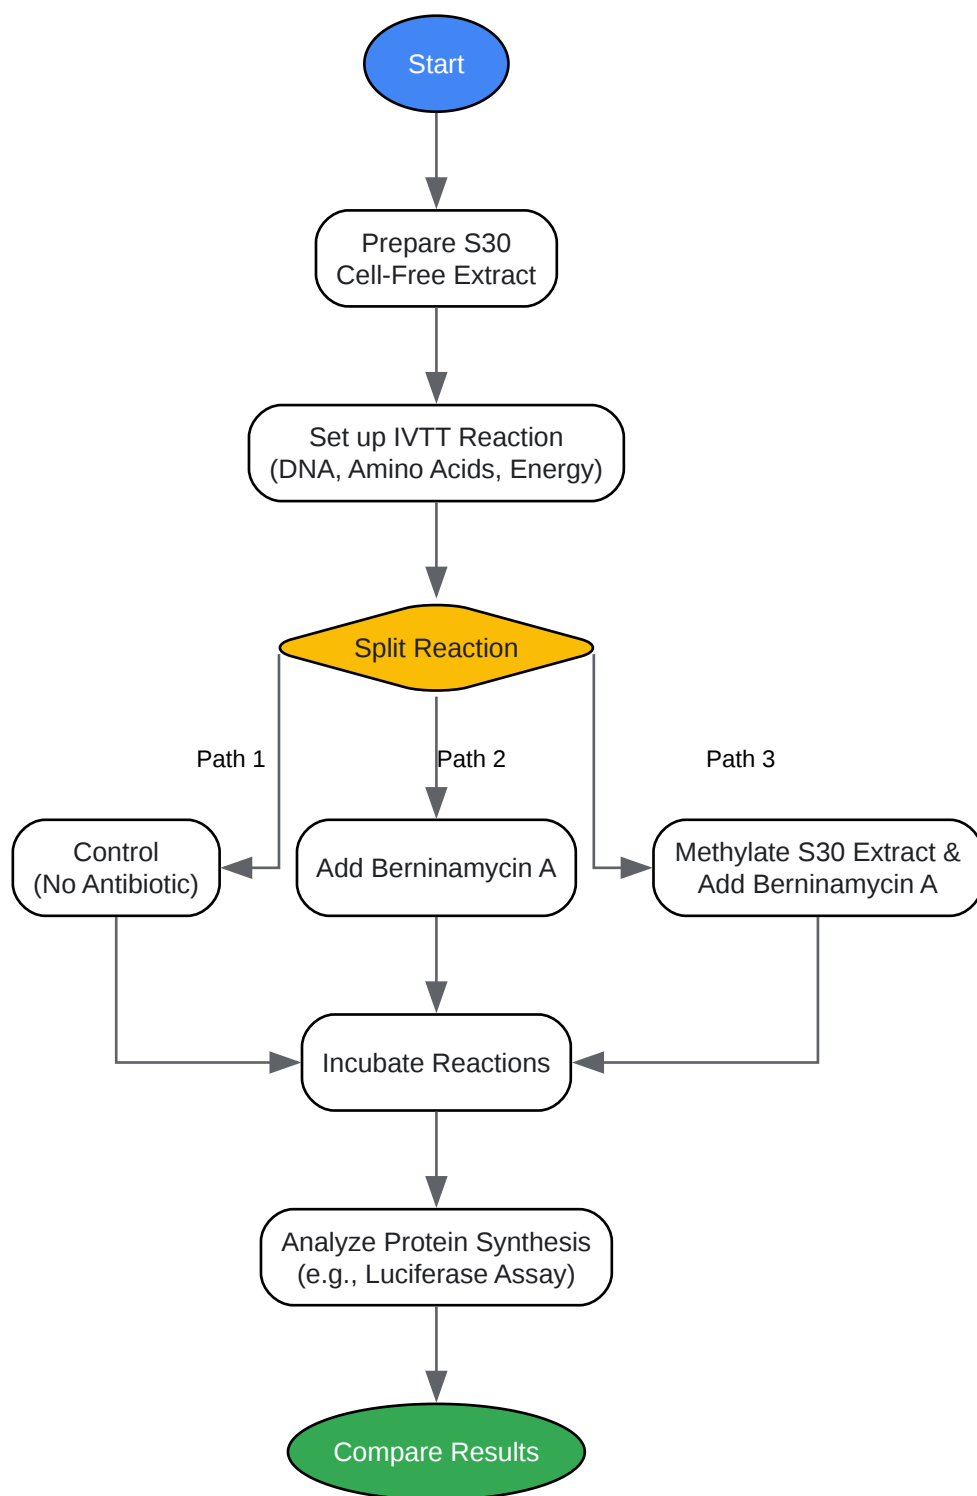 Start
Prepare S30
Cell-Free Extract
Set up IVTT Reaction
(DNA, Amino Acids, Energy)
Split Reaction
Path 1
Path 2
Path 3
Control
(No Antibiotic)
Add Berninamycin A
Methylate S30 Extract &
Add Berninamycin A
Incubate Reactions
Analyze Protein Synthesis
(e.g., Luciferase Assay)
Compare Results